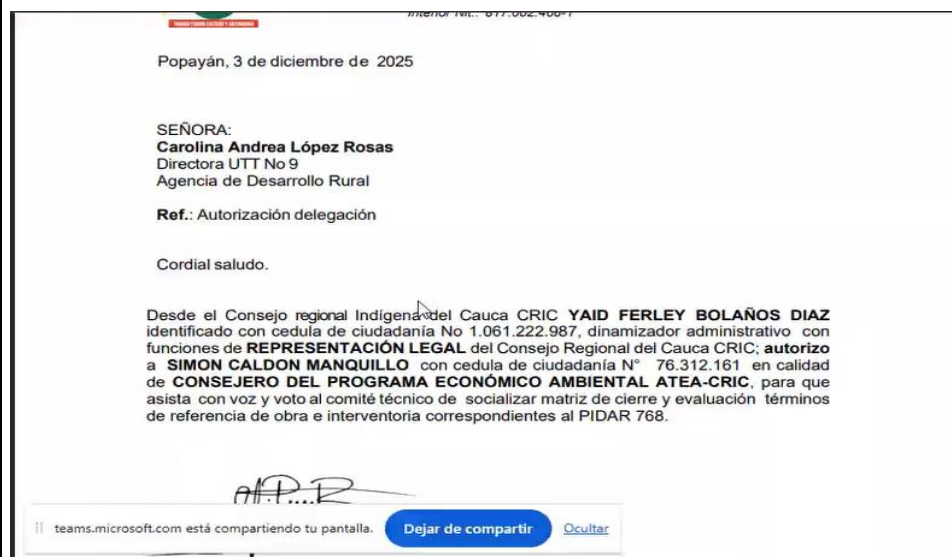 Interior Nit.: 817.002.466-1
Popayán, 3 de diciembre de 2025
SEÑORA:
Carolina Andrea López Rosas
Directora UTT No 9
Agencia de Desarrollo Rural
Ref.: Autorización delegación
Cordial saludo.
Desde el Consejo regional Indígena del Cauca CRIC YAID FERLEY BOLAÑOS DIAZ
identificado con cedula de ciudadanía No 1.061.222.987, dinamizador administrativo con
funciones de REPRESENTACIÓN LEGAL del Consejo Regional del Cauca CRIC; autorizo
a SIMON CALDON MANQUILLO con cedula de ciudadanía N° 76.312.161 en calidad
de CONSEJERO DEL PROGRAMA ECONÓMICO AMBIENTAL ATEA-CRIC, para que
asista con voz y voto al comité técnico de socializar matriz de cierre y evaluación términos
de referencia de obra e interventoria correspondientes al PIDAR 768.
teams.microsoft.com está compartiendo tu pantalla.
Dejar de compartir
Ocultar